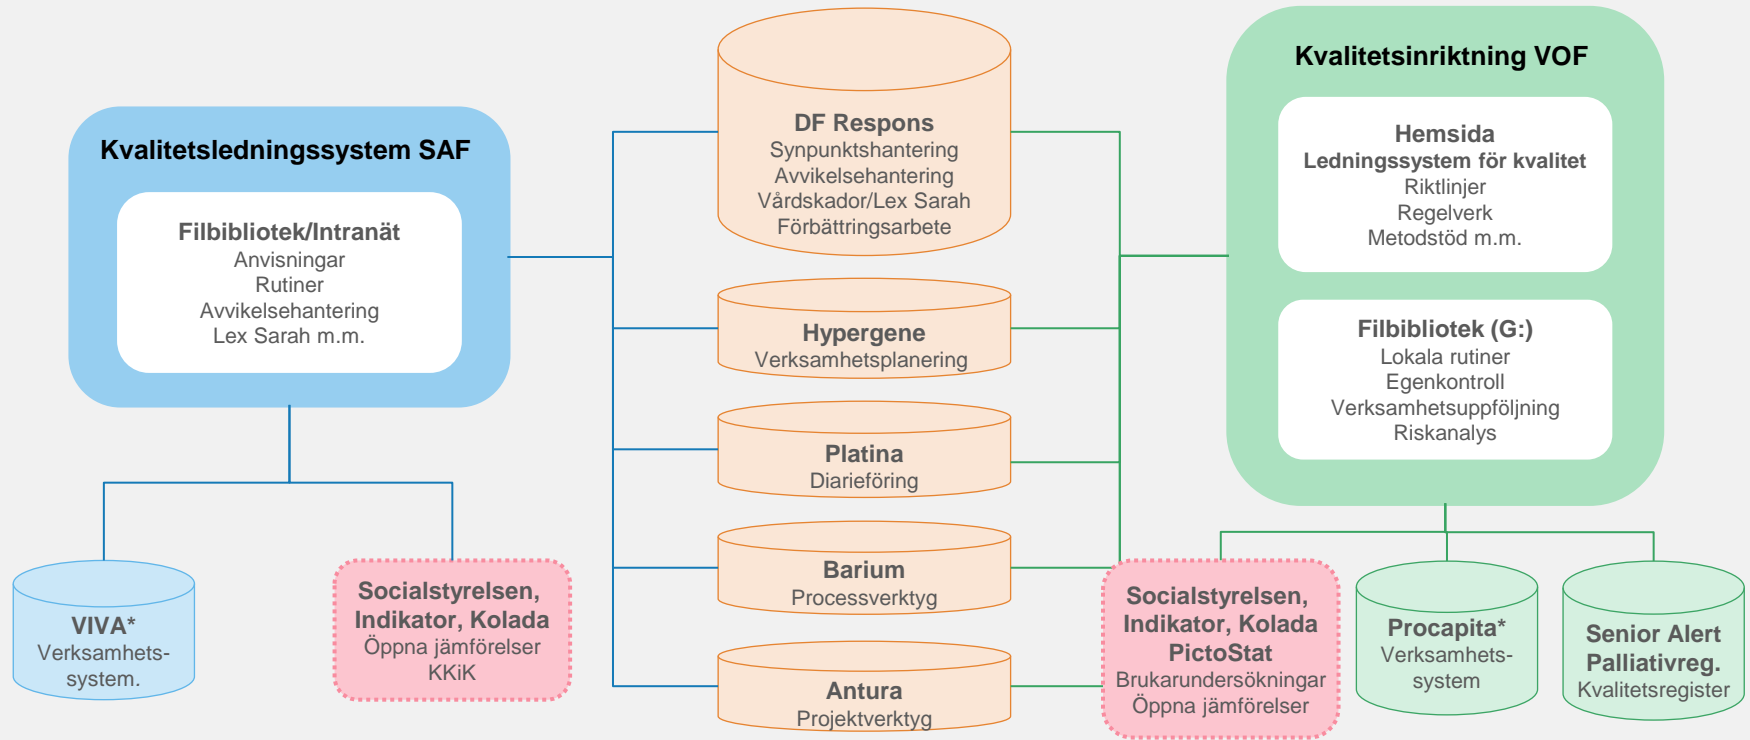 Kvalitetsledningssystem SAF
Filbibliotek/Intranät
Anvisningar
Rutiner
Avvikelsehantering
Lex Sarah m.m.
VIVA*
Verksamhets-
system.
Socialstyrelsen,
Indikator, Kolada
Öppna jämförelser
KKiK
DF Respons
Synpunktshantering
Avvikelsehantering
Vårdskador/Lex Sarah
Förbättringsarbete
Hypergene
Verksamhetsplanering
Platina
Diarieföring
Barium
Processverktyg
Antura
Projektverktyg
Kvalitetsinriktning VOF
Hemsida
Ledningssystem för kvalitet
Riktlinjer
Regelverk
Metodstöd m.m.
Filbibliotek (G:)
Lokala rutiner
Egenkontroll
Verksamhetsuppföljning
Riskanalys
Socialstyrelsen,
Indikator, Kolada
PictoStat
Brukarundersökningar
Öppna jämförelser
Procapita*
Verksamhets-
system
Senior Alert
Palliativreg.
Kvalitetsregister